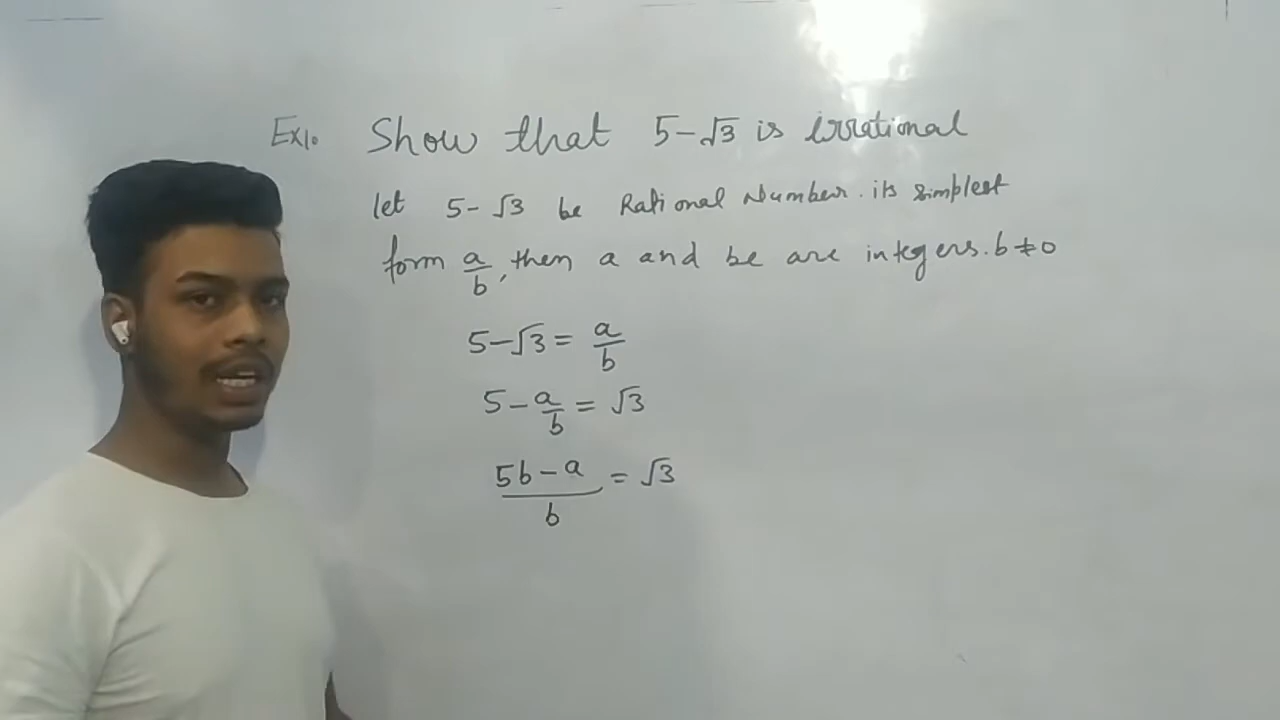 Ex1. Show that 5-√3 is irrational
let 5-√3 be Rational Number. its simplest
form a/b, then a and be are integers. b≠0
5-√3 = a/b
5 - a/b = √3
5b-a/b = √3